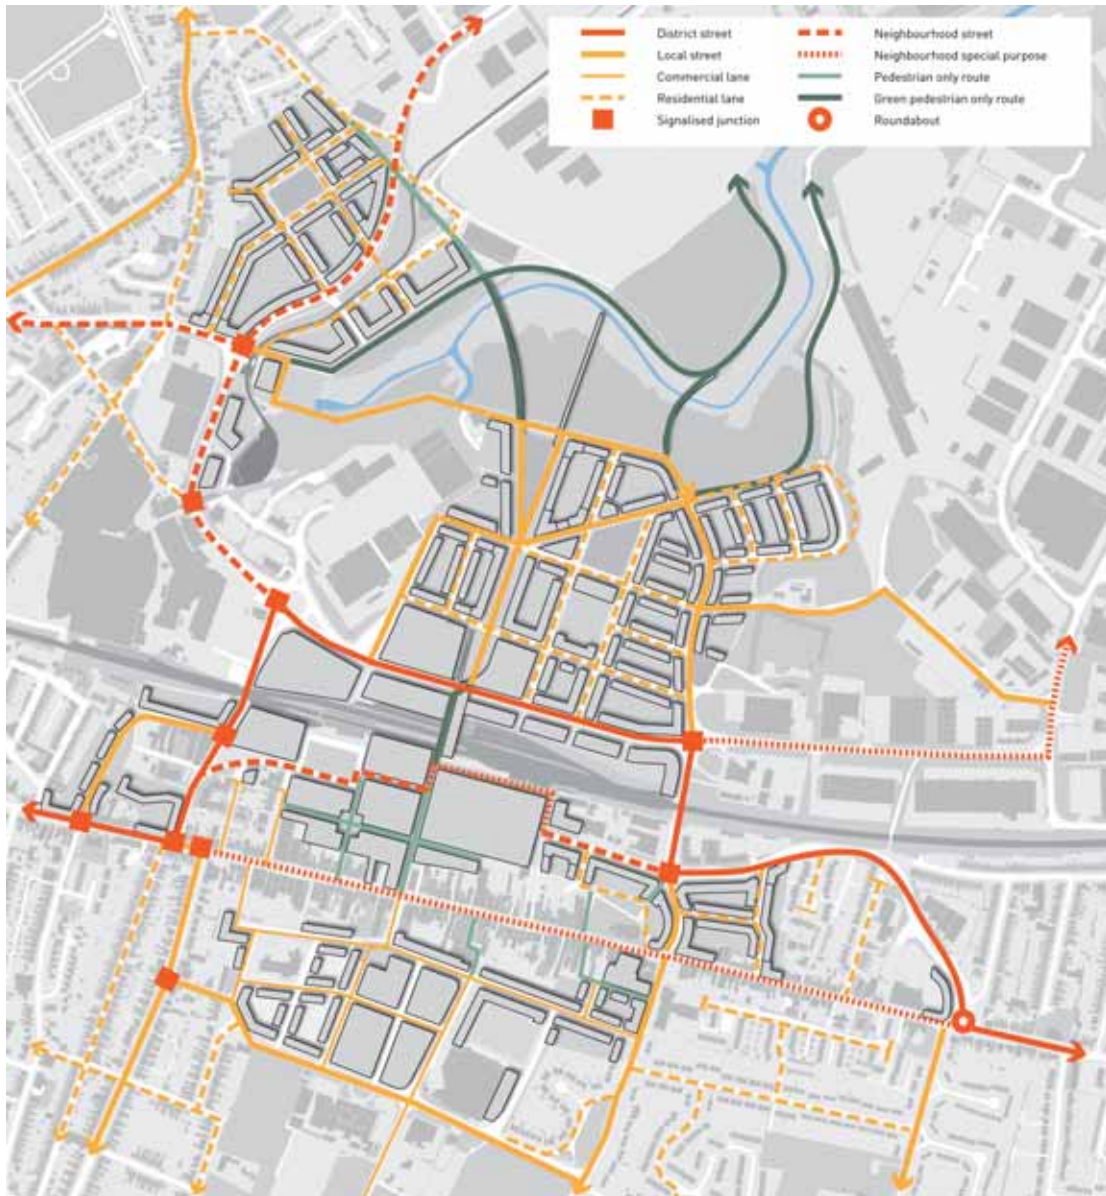 District street
Local street
Commercial lane
Residential lane
Signalised junction
Neighbourhood street
Neighbourhood special purpose
Pedestrian only route
Green pedestrian only route
Roundabout